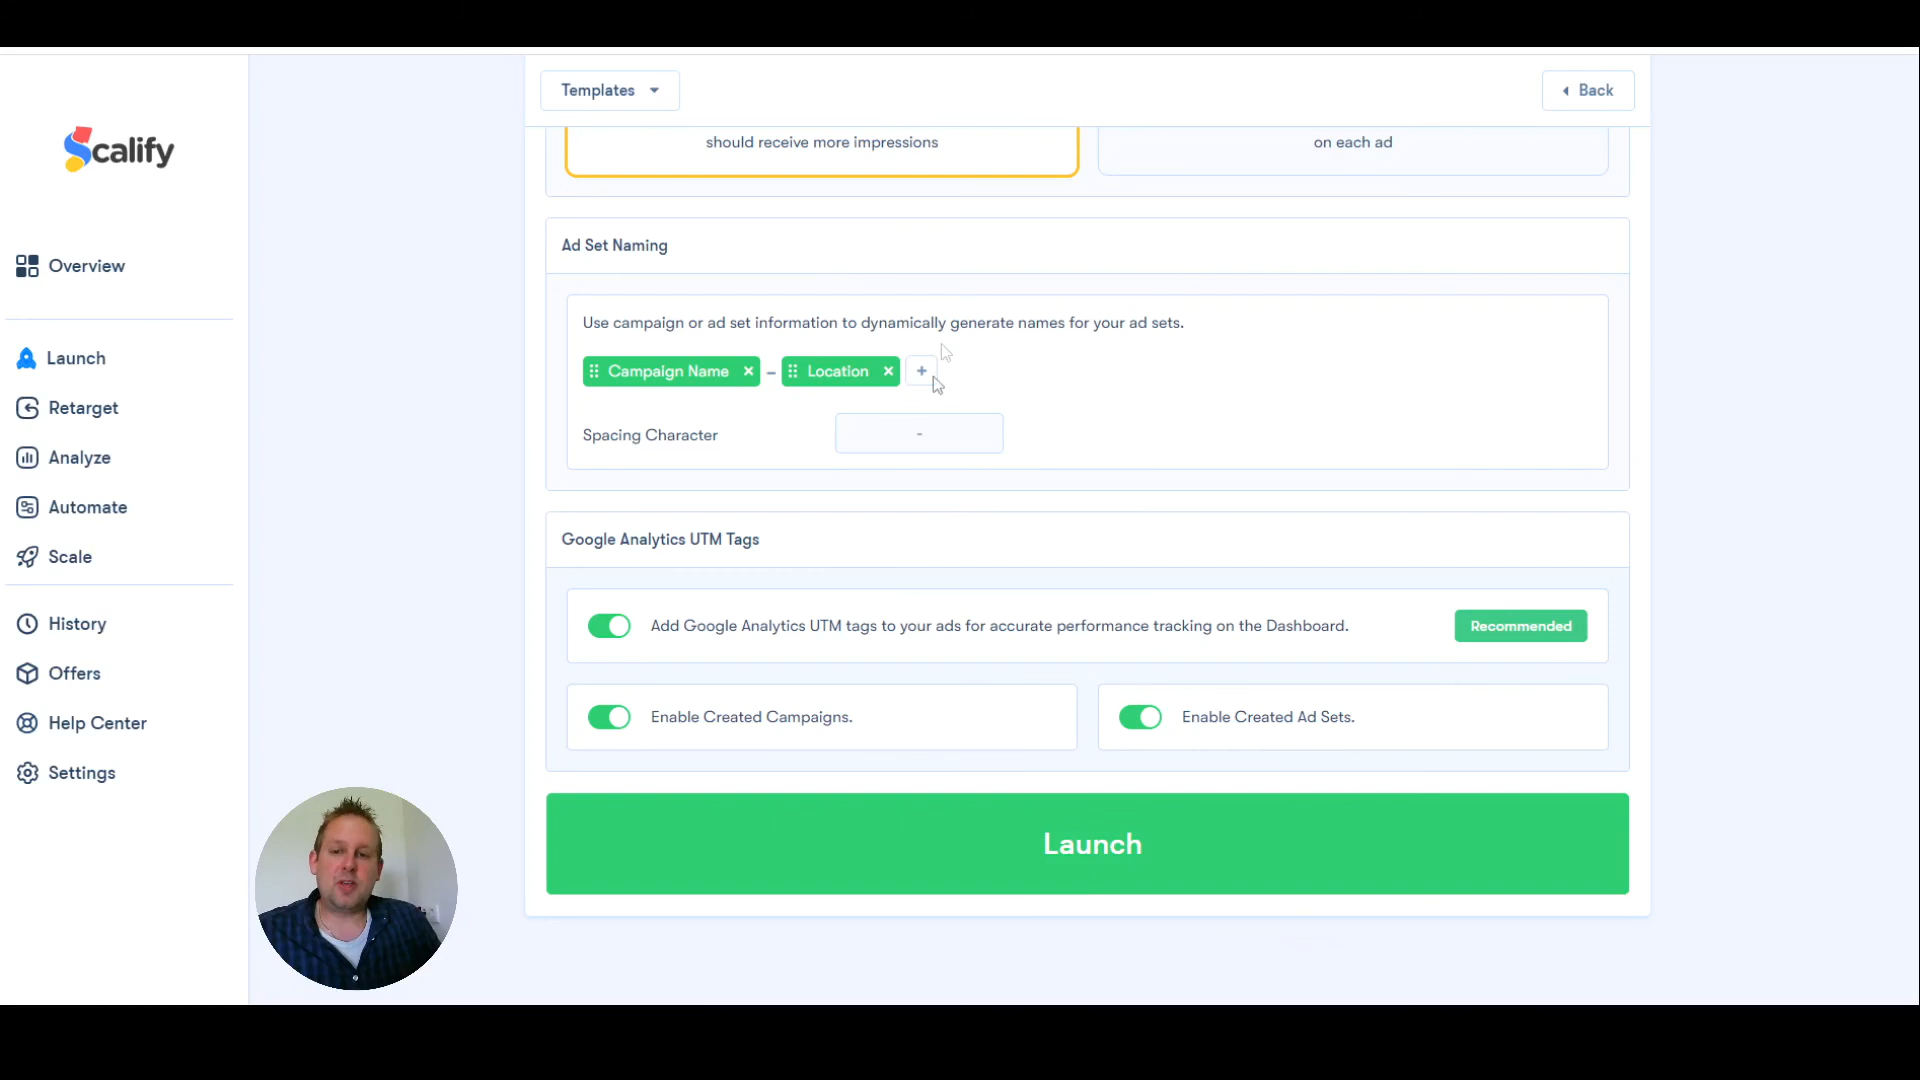 Templates
Back
Scalify
should receive more impressions
on each ad
Overview
Ad Set Naming
Use campaign or ad set information to dynamically generate names for your ad sets.
Launch
Campaign Name × – Location × +
Retarget
Spacing Character -
Analyze
Automate
Google Analytics UTM Tags
Scale
Add Google Analytics UTM tags to your ads for accurate performance tracking on the Dashboard. Recommended
History
Offers
Enable Created Campaigns.
Enable Created Ad Sets.
Help Center
Settings
Launch